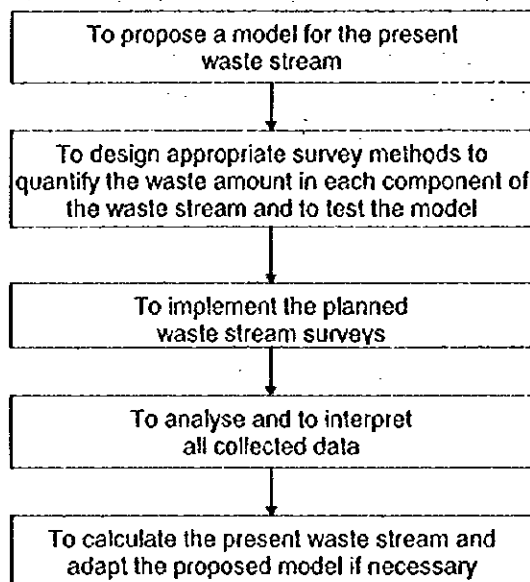 To propose a model for the present
waste stream
To design appropriate survey methods to
quantify the waste amount in each component of
the waste stream and to test the model
To implement the planned
waste stream surveys
To analyse and to interpret
all collected data
To calculate the present waste stream and
adapt the proposed model if necessary